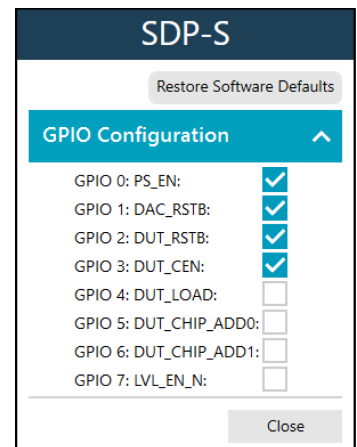 SDP-S
Restore Software Defaults
GPIO Configuration
GPIO 0: PS_EN:
GPIO 1: DAC_RSTB:
GPIO 2: DUT_RSTB:
GPIO 3: DUT_CEN:
GPIO 4: DUT_LOAD:
GPIO 5: DUT_CHIP_ADD0:
GPIO 6: DUT_CHIP_ADD1:
GPIO 7: LVL_EN_N:
Close